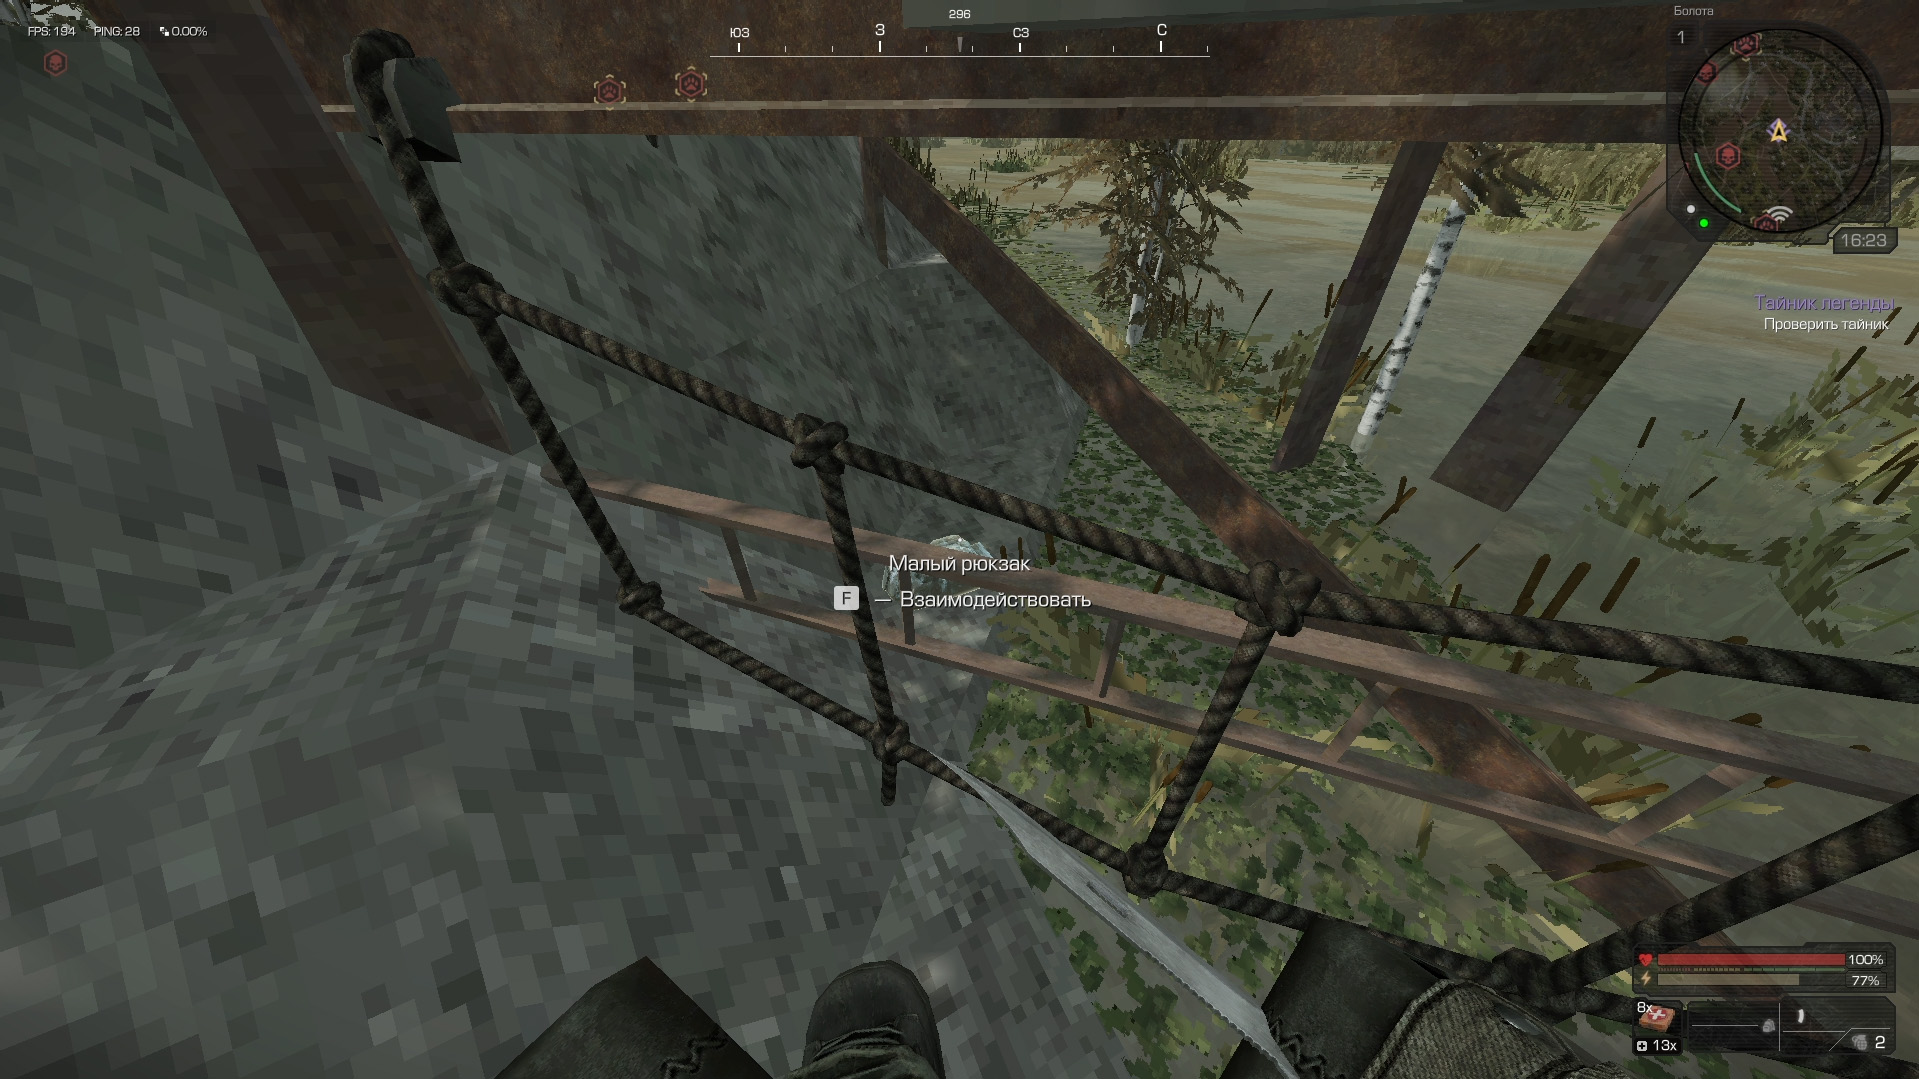 FPS: 194 PING: 28 0.00%
296
ЮЗ З СЗ С
Болота
1
16:23
Тайник легенды
Проверить тайник
Малый рюкзак
F — Взаимодействовать
100%
77%
8x
13x
2